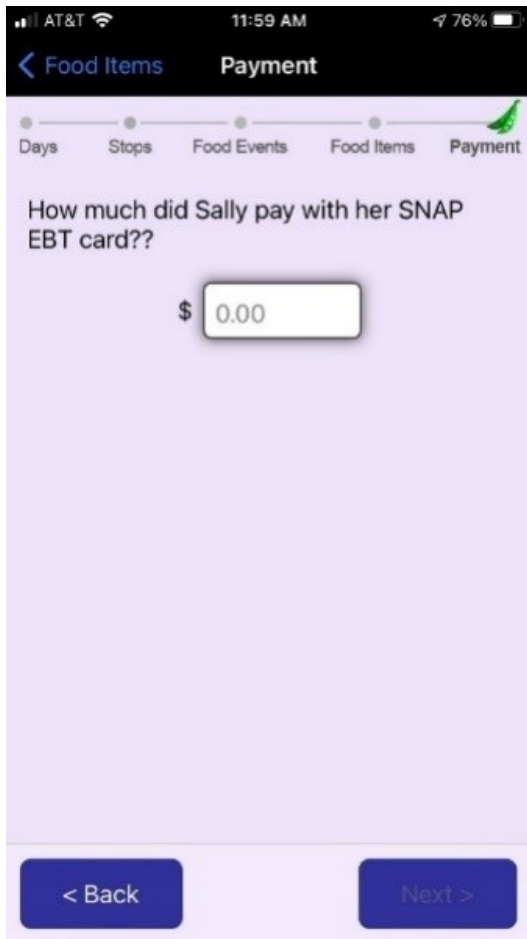 AT&T 11:59 AM 76%
Food Items Payment
Days Stops Food Events Food Items Payment
How much did Sally pay with her SNAP
EBT card??
$ 0.00
< Back Next >